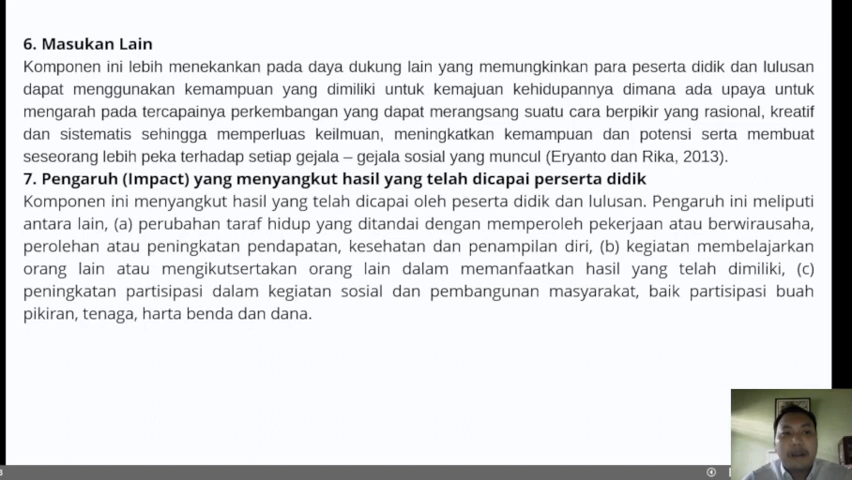 6. Masukan Lain
Komponen ini lebih menekankan pada daya dukung lain yang memungkinkan para peserta didik dan lulusan
dapat menggunakan kemampuan yang dimiliki untuk kemajuan kehidupannya dimana ada upaya untuk
mengarah pada tercapainya perkembangan yang dapat merangsang suatu cara berpikir yang rasional, kreatif
dan sistematis sehingga memperluas keilmuan, meningkatkan kemampuan dan potensi serta membuat
seseorang lebih peka terhadap setiap gejala – gejala sosial yang muncul (Eryanto dan Rika, 2013).
7. Pengaruh (Impact) yang menyangkut hasil yang telah dicapai perserta didik
Komponen ini menyangkut hasil yang telah dicapai oleh peserta didik dan lulusan. Pengaruh ini meliputi
antara lain, (a) perubahan taraf hidup yang ditandai dengan memperoleh pekerjaan atau berwirausaha,
perolehan atau peningkatan pendapatan, kesehatan dan penampilan diri, (b) kegiatan membelajarkan
orang lain atau mengikutsertakan orang lain dalam memanfaatkan hasil yang telah dimiliki, (c)
peningkatan partisipasi dalam kegiatan sosial dan pembangunan masyarakat, baik partisipasi buah
pikiran, tenaga, harta benda dan dana.